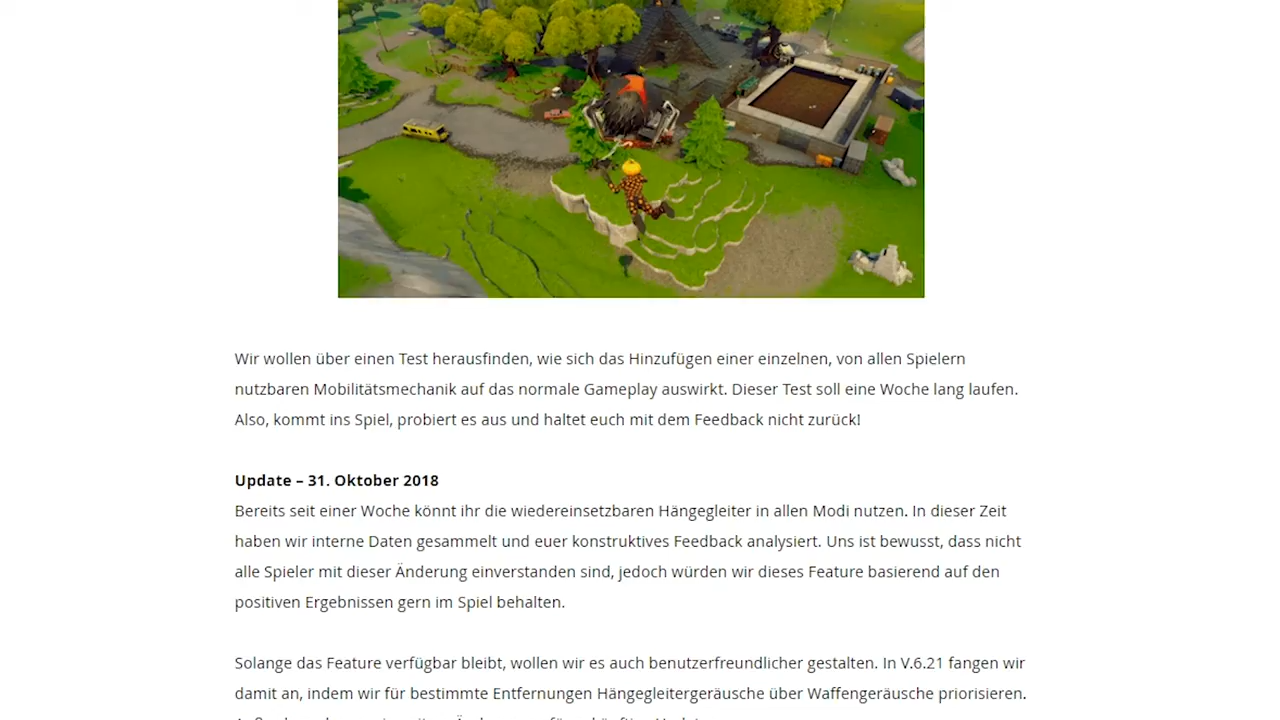 Wir wollen über einen Test herausfinden, wie sich das Hinzufügen einer einzelnen, von allen Spielern
nutzbaren Mobilitätsmechanik auf das normale Gameplay auswirkt. Dieser Test soll eine Woche lang laufen.
Also, kommt ins Spiel, probiert es aus und haltet euch mit dem Feedback nicht zurück!
Update – 31. Oktober 2018
Bereits seit einer Woche könnt ihr die wiedereinsetzbaren Hängegleiter in allen Modi nutzen. In dieser Zeit
haben wir interne Daten gesammelt und euer konstruktives Feedback analysiert. Uns ist bewusst, dass nicht
alle Spieler mit dieser Änderung einverstanden sind, jedoch würden wir dieses Feature basierend auf den
positiven Ergebnissen gern im Spiel behalten.
Solange das Feature verfügbar bleibt, wollen wir es auch benutzerfreundlicher gestalten. In V.6.21 fangen wir
damit an, indem wir für bestimmte Entfernungen Hängegleitergeräusche über Waffengeräusche priorisieren.